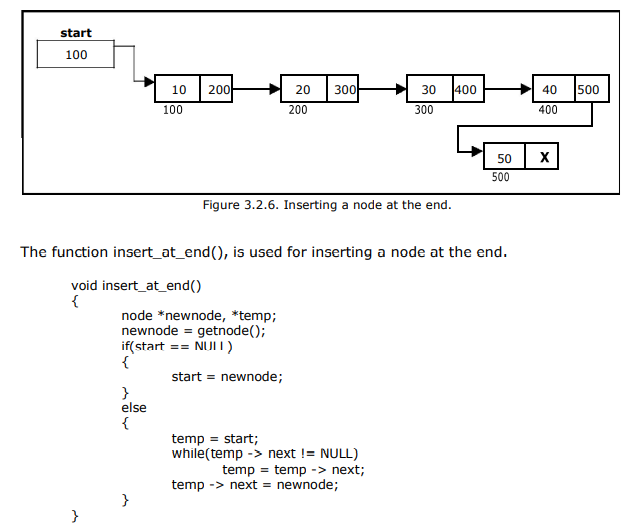 start
100
10 200 20 300 30 400 40 500
100 200 300 400
50 X
500
Figure 3.2.6. Inserting a node at the end.
The function insert_at_end(), is used for inserting a node at the end.
void insert_at_end()
{
node *newnode, *temp;
newnode = getnode();
if(start == NULL)
{
start = newnode;
}
else
{
temp = start;
while(temp -> next != NULL)
temp = temp -> next;
temp -> next = newnode;
}
}